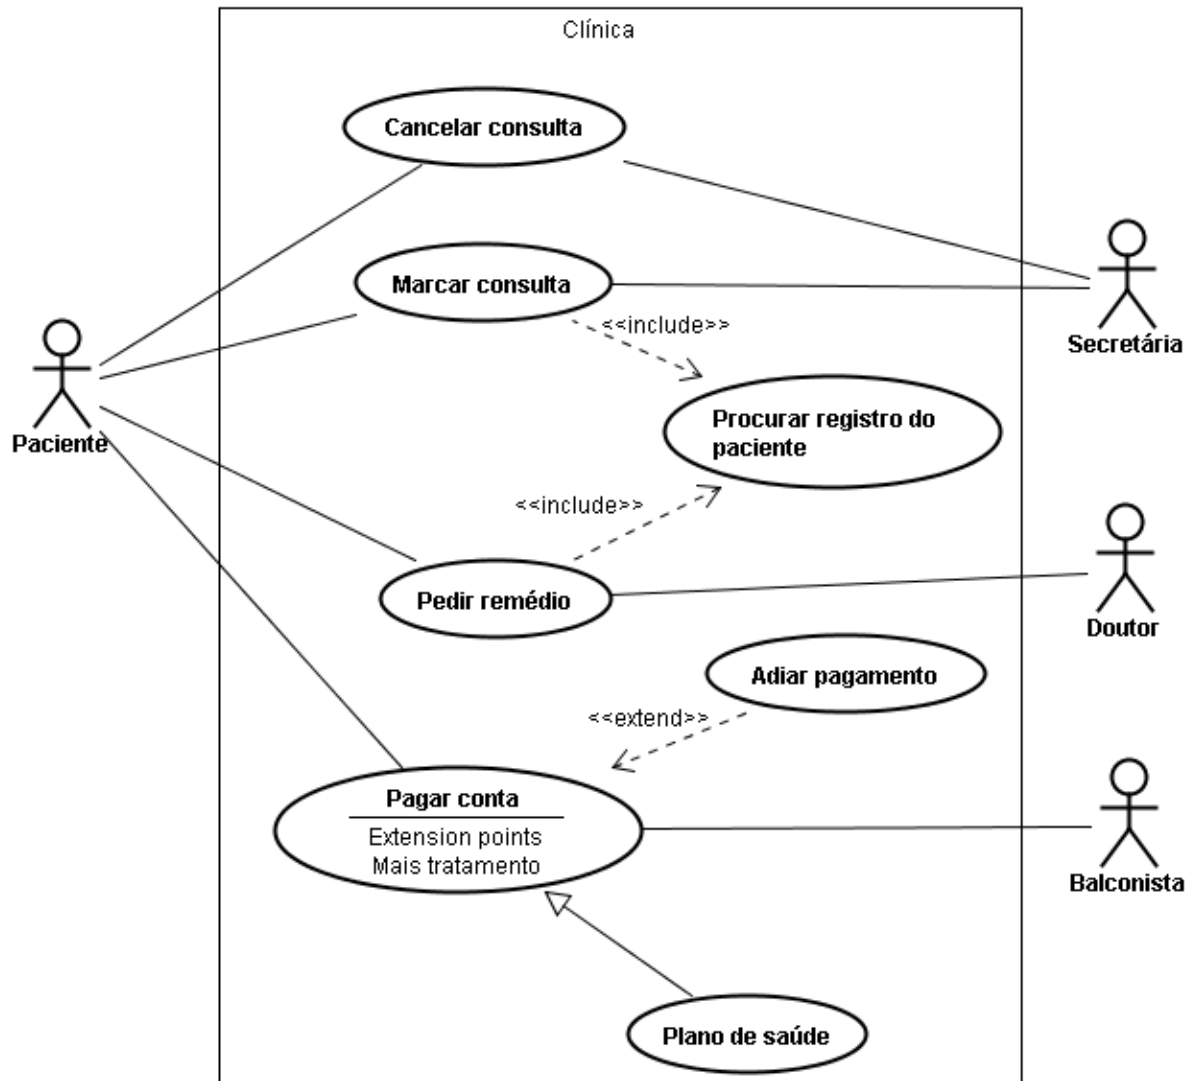 Clínica
Cancelar consulta
Marcar consulta
<<include>>
Secretária
Procurar registro do
paciente
Paciente
<<include>>
Pedir remédio
Doutor
Adiar pagamento
<<extend>>
Pagar conta
Extension points
Mais tratamento
Balconista
Plano de saúde